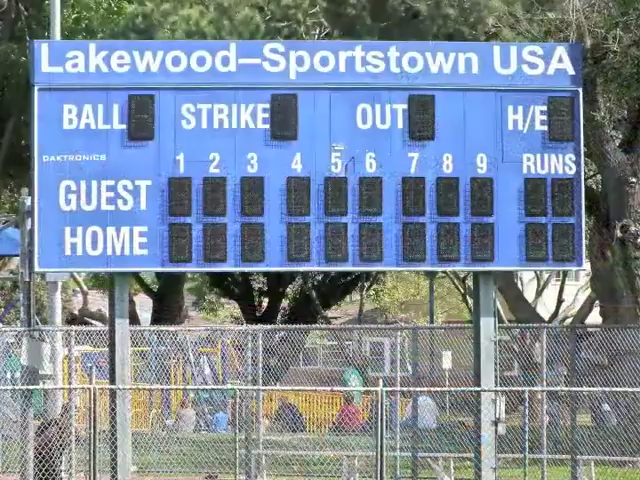 Lakewood–Sportstown USA
BALL STRIKE OUT H/E
DAKTRONICS 1 2 3 4 5 6 7 8 9 RUNS
GUEST
HOME